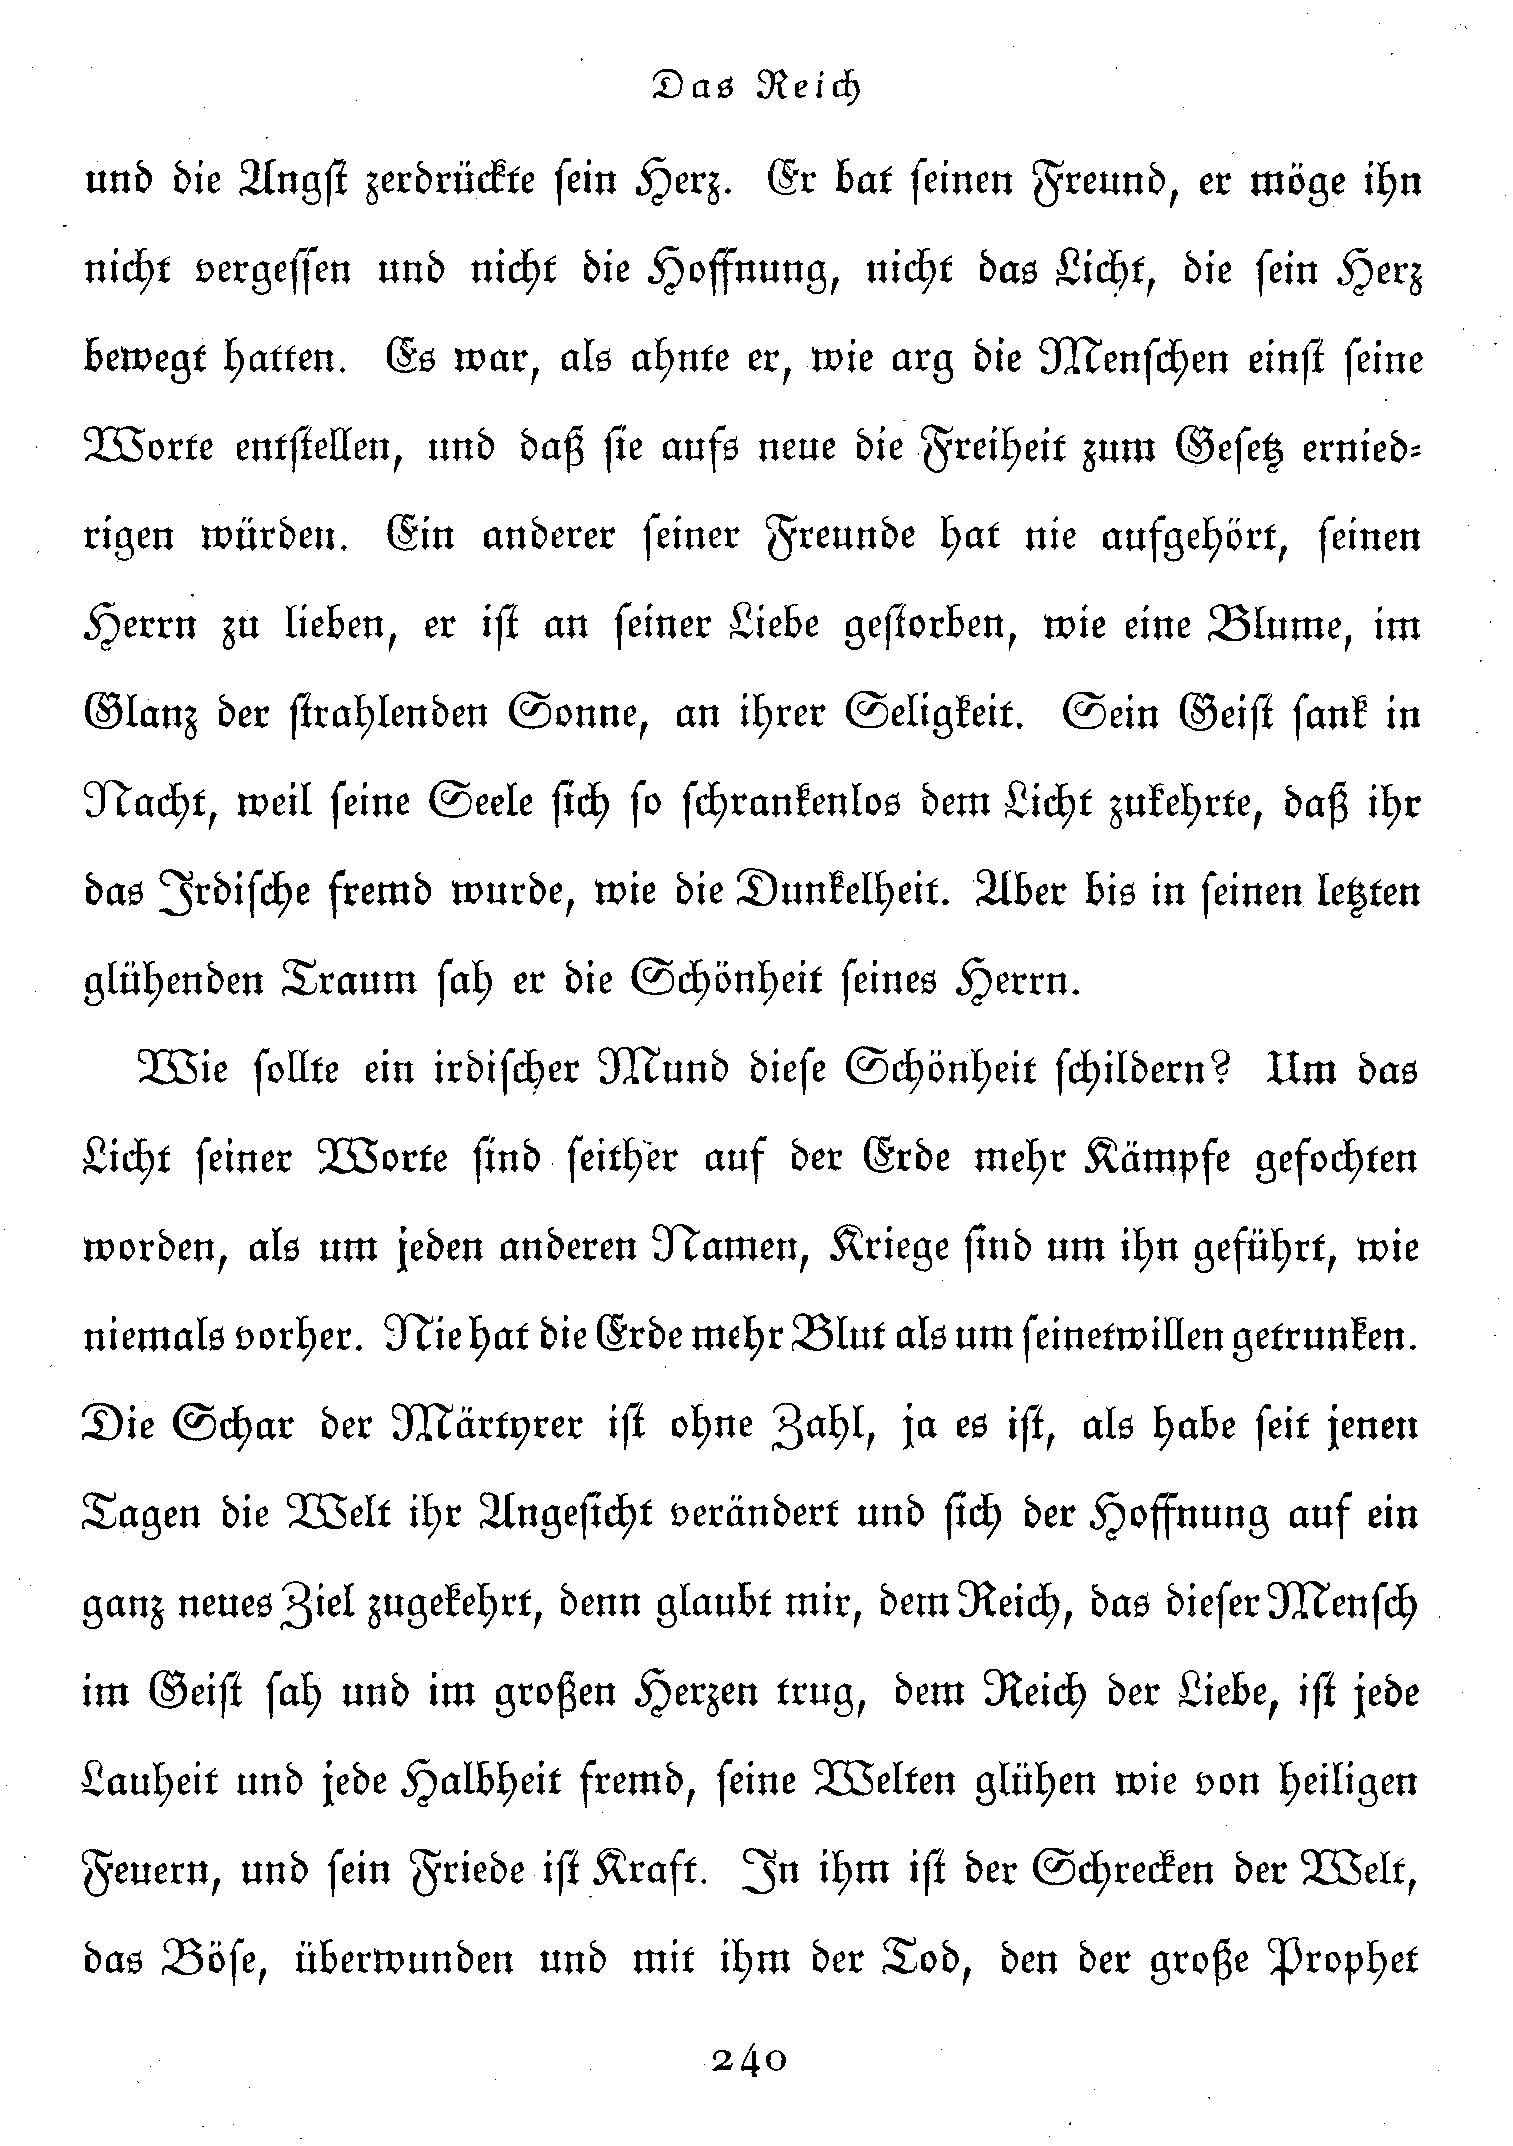 Das Reich
und die Angst zerdrückte sein Herz. Er bat seinen Freund, er möge ihn
nicht vergessen und nicht die Hoffnung, nicht das Licht, die sein Herz
bewegt hatten. Es war, als ahnte er, wie arg die Menschen einst seine
Worte entstellen, und daß sie aufs neue die Freiheit zum Gesetz ernied-
rigen würden. Ein anderer seiner Freunde hat nie aufgehört, seinen
Herrn zu lieben, er ist an seiner Liebe gestorben, wie eine Blume, im
Glanz der strahlenden Sonne, an ihrer Seligkeit. Sein Geist sank in
Nacht, weil seine Seele sich so schrankenlos dem Licht zukehrte, daß ihr
das Irdische fremd wurde, wie die Dunkelheit. Aber bis in seinen letzten
glühenden Traum sah er die Schönheit seines Herrn.
Wie sollte ein irdischer Mund diese Schönheit schildern? Um das
Licht seiner Worte sind seither auf der Erde mehr Kämpfe gefochten
worden, als um jeden anderen Namen, Kriege sind um ihn geführt, wie
niemals vorher. Nie hat die Erde mehr Blut als um seinetwillen getrunken.
Die Schar der Märtyrer ist ohne Zahl, ja es ist, als habe seit jenen
Tagen die Welt ihr Angesicht verändert und sich der Hoffnung auf ein
ganz neues Ziel zugekehrt, denn glaubt mir, dem Reich, das dieser Mensch
im Geist sah und im großen Herzen trug, dem Reich der Liebe, ist jede
Lauheit und jede Halbheit fremd, seine Welten glühen wie von heiligen
Feuern, und sein Friede ist Kraft. In ihm ist der Schrecken der Welt,
das Böse, überwunden und mit ihm der Tod, den der große Prophet
240